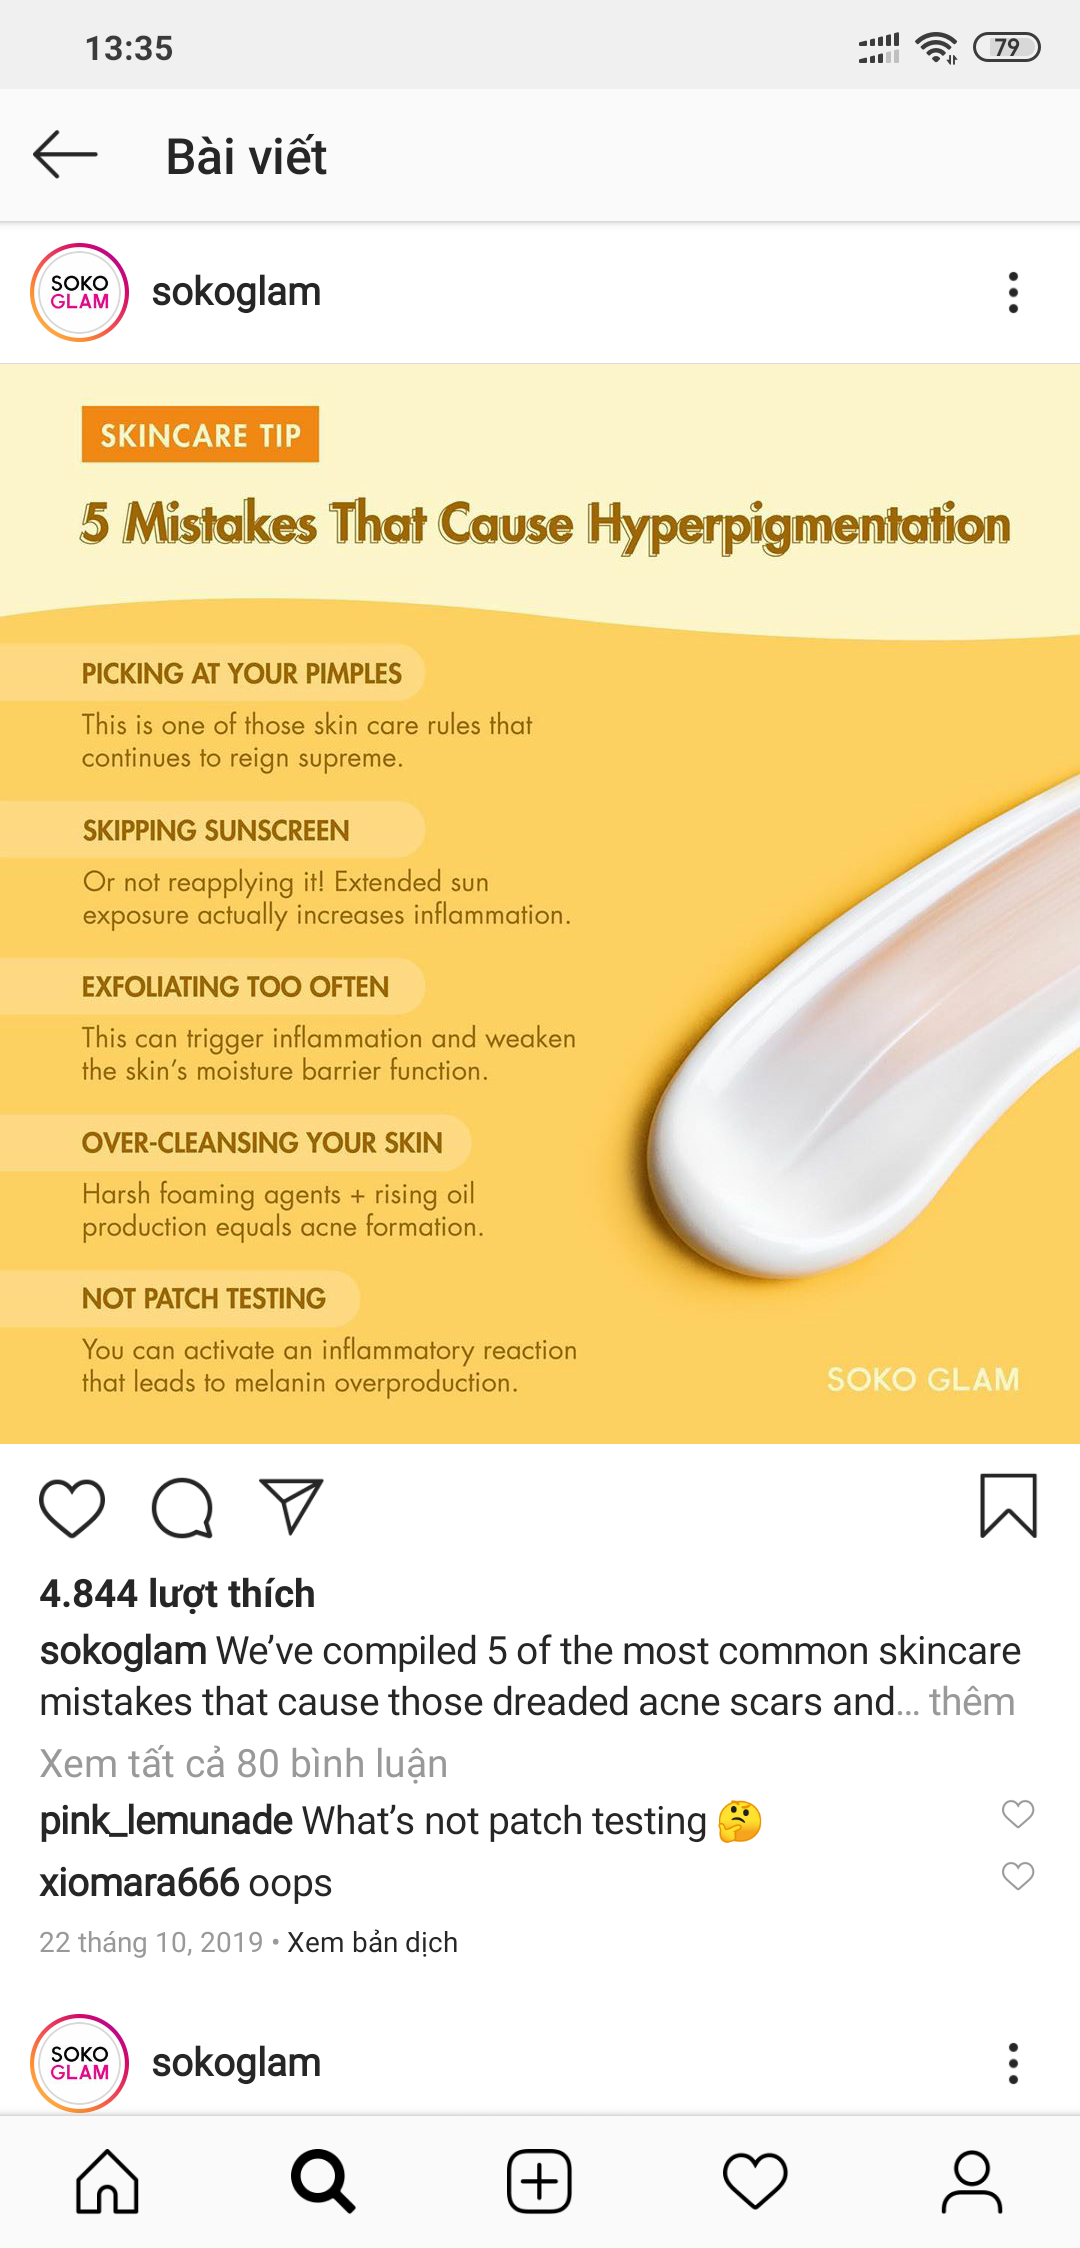 13:35
79
Bài viết
SOKO
GLAM
sokoglam
SKINCARE TIP
5 Mistakes That Cause Hyperpigmentation
PICKING AT YOUR PIMPLES
This is one of those skin care rules that
continues to reign supreme.
SKIPPING SUNSCREEN
Or not reapplying it! Extended sun
exposure actually increases inflammation.
EXFOLIATING TOO OFTEN
This can trigger inflammation and weaken
the skin’s moisture barrier function.
OVER-CLEANSING YOUR SKIN
Harsh foaming agents + rising oil
production equals acne formation.
NOT PATCH TESTING
You can activate an inflammatory reaction
that leads to melanin overproduction.
SOKO GLAM
4.844 lượt thích
sokoglam We’ve compiled 5 of the most common skincare
mistakes that cause those dreaded acne scars and... thêm
Xem tất cả 80 bình luận
pink_lemunade What’s not patch testing 🤔
xiomara666 oops
22 tháng 10, 2019 • Xem bản dịch
SOKO
GLAM
sokoglam